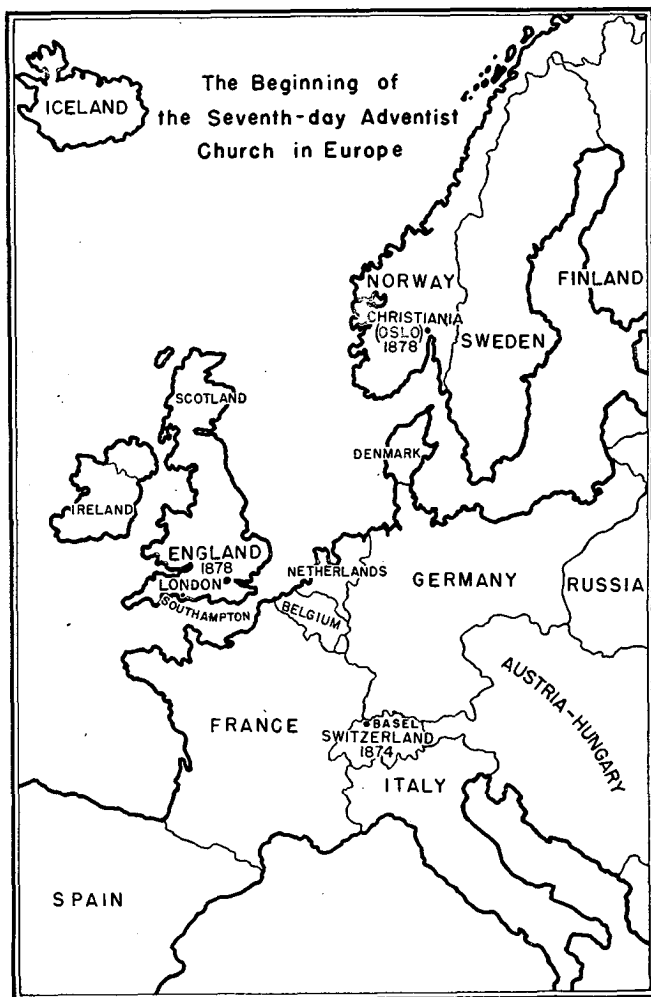 The Beginning of
the Seventh-day Adventist
Church in Europe
ICELAND
NORWAY
CHRISTIANIA
(OSLO)
1878
SWEDEN
FINLAND
SCOTLAND
DENMARK
IRELAND
ENGLAND
1878
LONDON
SOUTHAMPTON
NETHERLANDS
BELGIUM
GERMANY
RUSSIA
AUSTRIA-HUNGARY
FRANCE
BASEL
SWITZERLAND
1874
ITALY
SPAIN